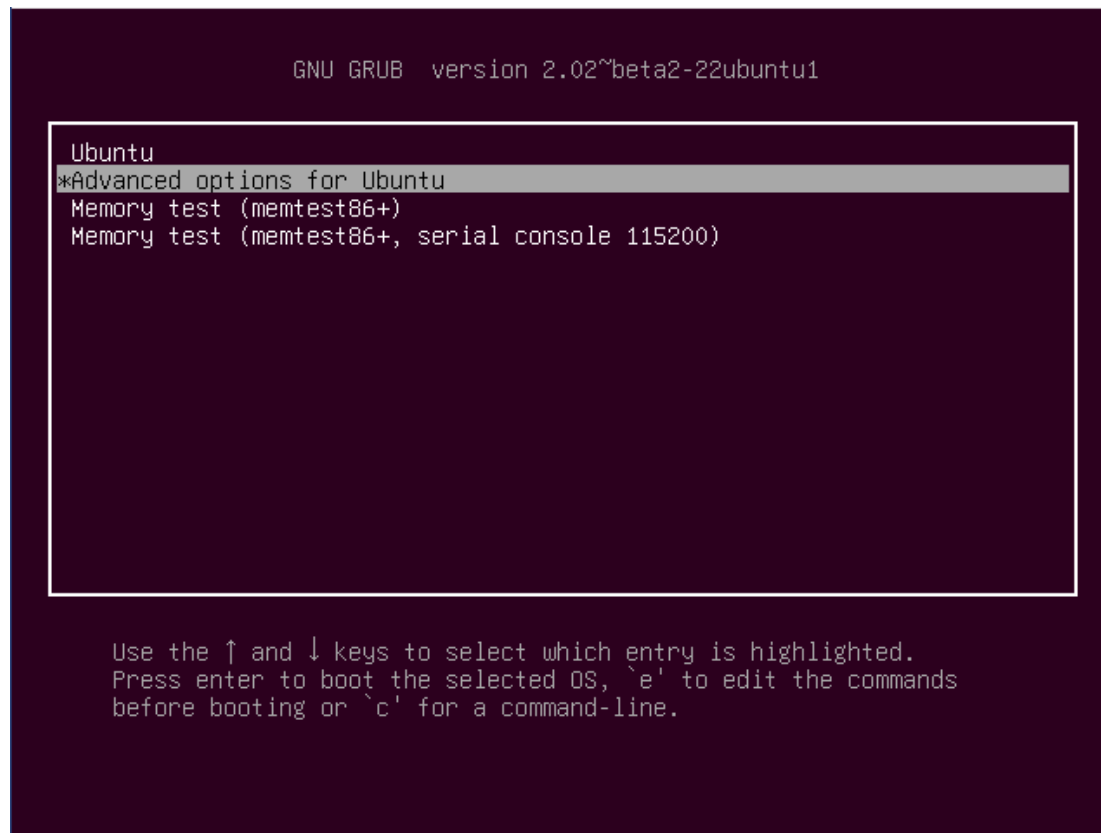 GNU GRUB  version 2.02~beta2-22ubuntu1
Ubuntu
*Advanced options for Ubuntu
Memory test (memtest86+)
Memory test (memtest86+, serial console 115200)
Use the ↑ and ↓ keys to select which entry is highlighted.
Press enter to boot the selected OS, `e' to edit the commands
before booting or `c' for a command-line.